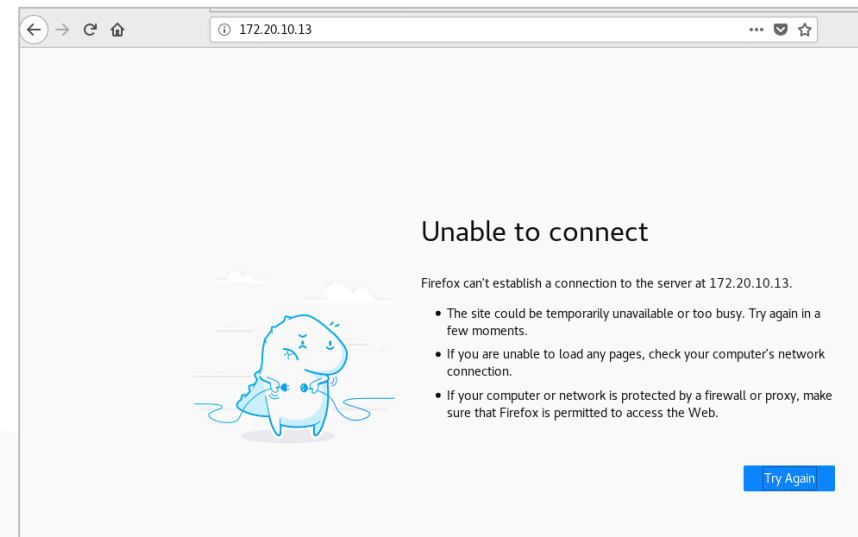 172.20.10.13
Unable to connect
Firefox can’t establish a connection to the server at 172.20.10.13.
• The site could be temporarily unavailable or too busy. Try again in a
few moments.
• If you are unable to load any pages, check your computer’s network
connection.
• If your computer or network is protected by a firewall or proxy, make
sure that Firefox is permitted to access the Web.
Try Again